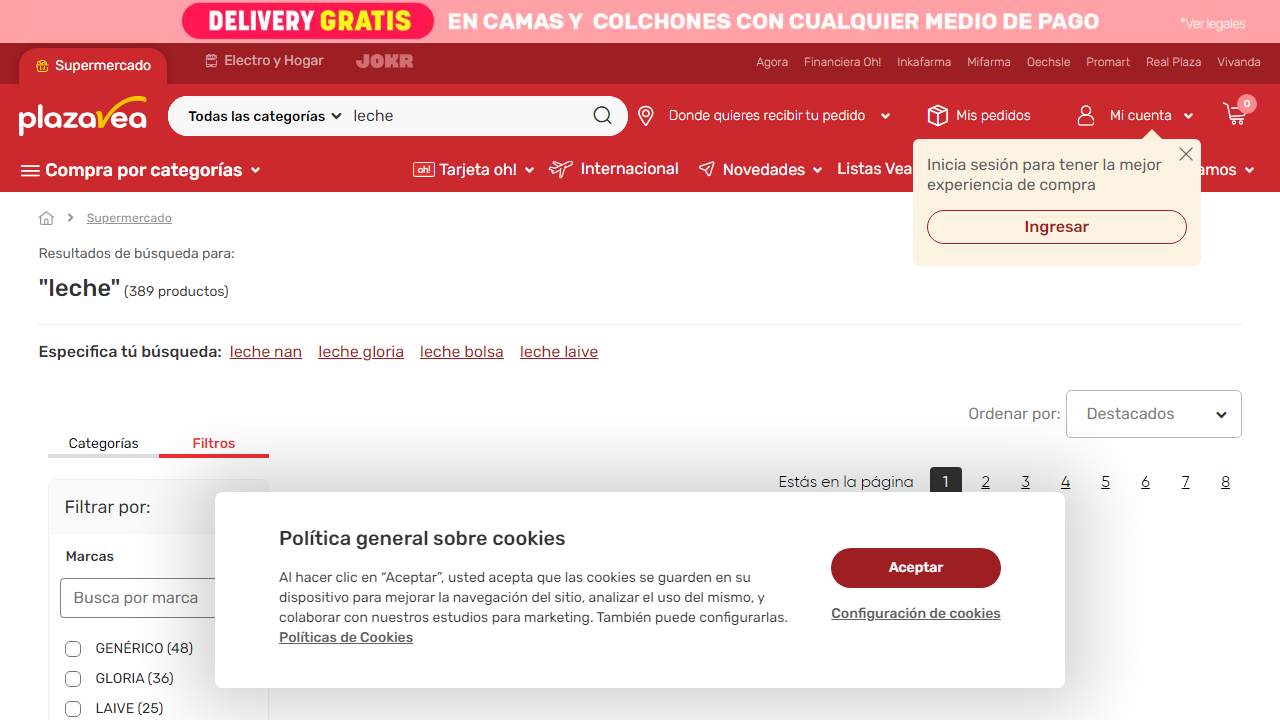 DELIVERY GRATIS EN CAMAS Y COLCHONES CON CUALQUIER MEDIO DE PAGO *Ver legales
Supermercado Electro y Hogar JOKR Agora Financiera Oh! Inkafarma Mifarma Oechsle Promart Real Plaza Vivanda
plazavea Todas las categorías leche Donde quieres recibir tu pedido Mis pedidos Mi cuenta 0
Compra por categorías oh! Tarjeta oh! Internacional Novedades Listas Vea amos
Inicia sesión para tener la mejor
experiencia de compra
Ingresar
Supermercado
Resultados de búsqueda para:
"leche" (389 productos)
Especifica tú búsqueda: leche nan leche gloria leche bolsa leche laive
Ordenar por: Destacados
Categorías Filtros
Estás en la página 1 2 3 4 5 6 7 8
Filtrar por:
Marcas
Busca por marca
GENÉRICO (48)
GLORIA (36)
LAIVE (25)
Política general sobre cookies
Al hacer clic en “Aceptar”, usted acepta que las cookies se guarden en su
dispositivo para mejorar la navegación del sitio, analizar el uso del mismo, y
colaborar con nuestros estudios para marketing. También puede configurarlas.
Políticas de Cookies
Aceptar
Configuración de cookies